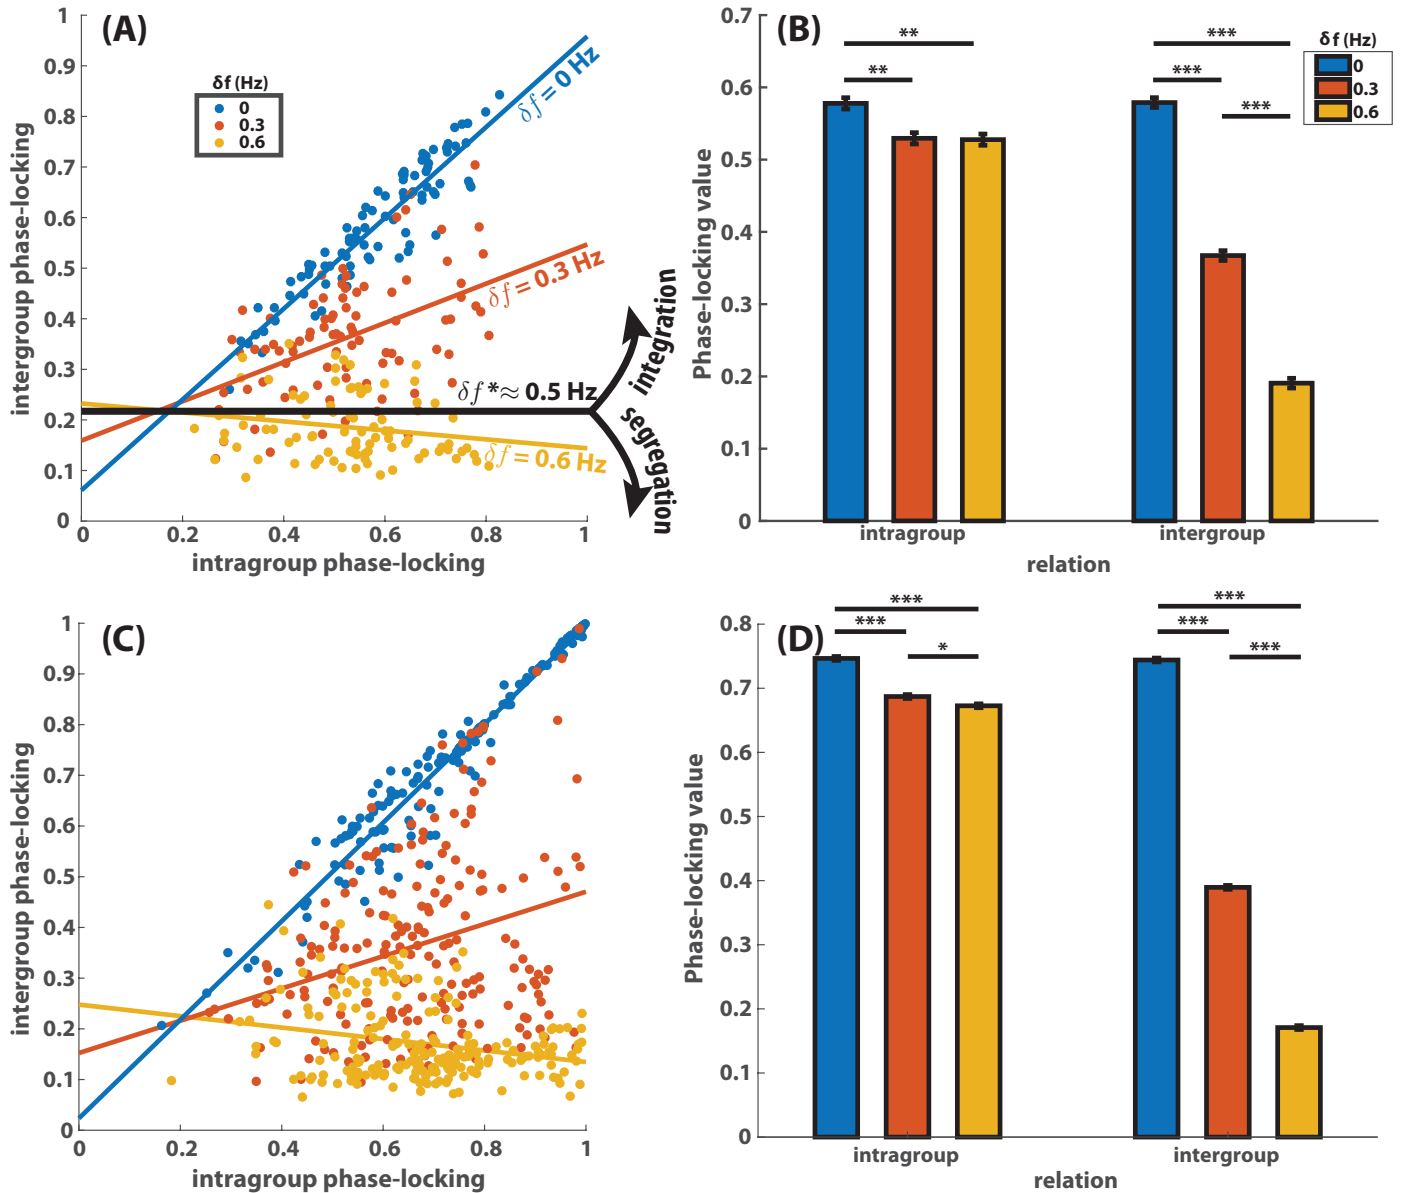 (A)
δf (Hz)
0
0.3
0.6
δf = 0 Hz
δf = 0.3 Hz
δf* ≈ 0.5 Hz
δf = 0.6 Hz
integration
segregation
1
0.9
0.8
0.7
0.6
0.5
0.4
0.3
0.2
0.1
0
0 0.2 0.4 0.6 0.8 1
intergroup phase-locking
intragroup phase-locking
(B)
δf (Hz)
0
0.3
0.6
** **
*** *** ***
0.7
0.6
0.5
0.4
0.3
0.2
0.1
0
Phase-locking value
intragroup intergroup
relation
(C)
1
0.9
0.8
0.7
0.6
0.5
0.4
0.3
0.2
0.1
0
0 0.2 0.4 0.6 0.8 1
intergroup phase-locking
intragroup phase-locking
(D)
*** *** *
*** *** ***
0.8
0.7
0.6
0.5
0.4
0.3
0.2
0.1
0
Phase-locking value
intragroup intergroup
relation